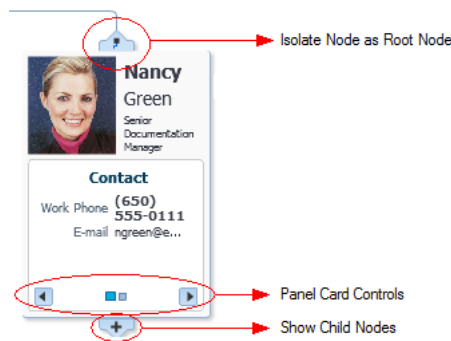 Isolate Node as Root Node
Nancy
Green
Senior
Documentation
Manager
Contact
Work Phone (650)
555-0111
E-mail ngreen@e...
Panel Card Controls
Show Child Nodes